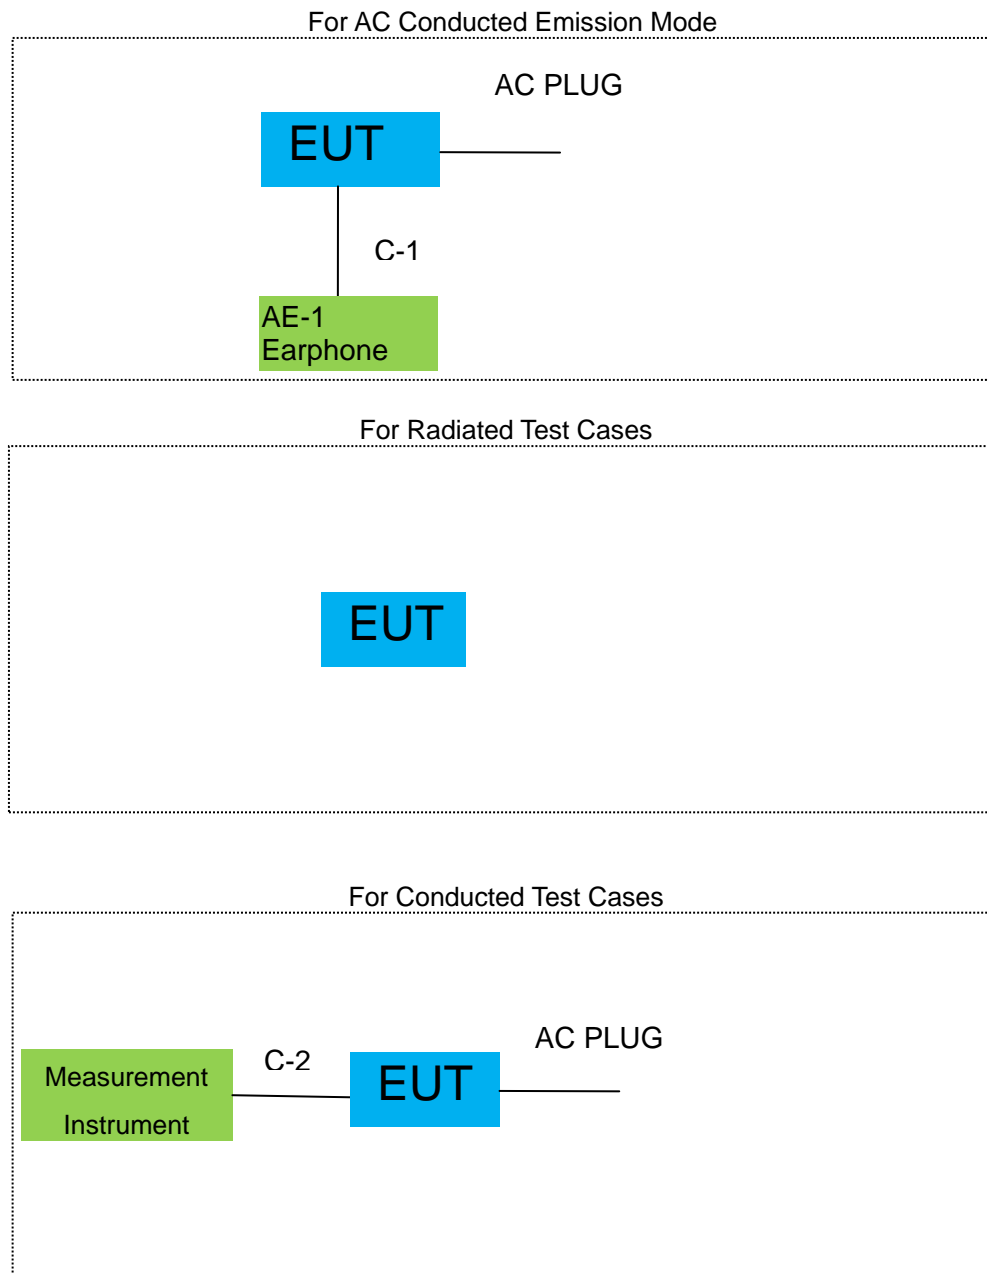 For AC Conducted Emission Mode
AC PLUG
EUT
C-1
AE-1
Earphone
For Radiated Test Cases
EUT
For Conducted Test Cases
AC PLUG
C-2
EUT
Measurement
Instrument